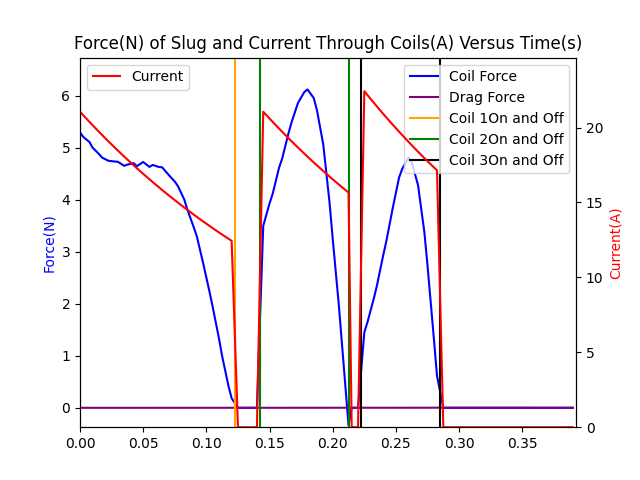 Force(N) of Slug and Current Through Coils(A) Versus Time(s)
Current
Coil Force
Drag Force
Coil 1On and Off
Coil 2On and Off
Coil 3On and Off
Force(N)
6
5
4
3
2
1
0
Current(A)
20
15
10
5
0
0.00 0.05 0.10 0.15 0.20 0.25 0.30 0.35